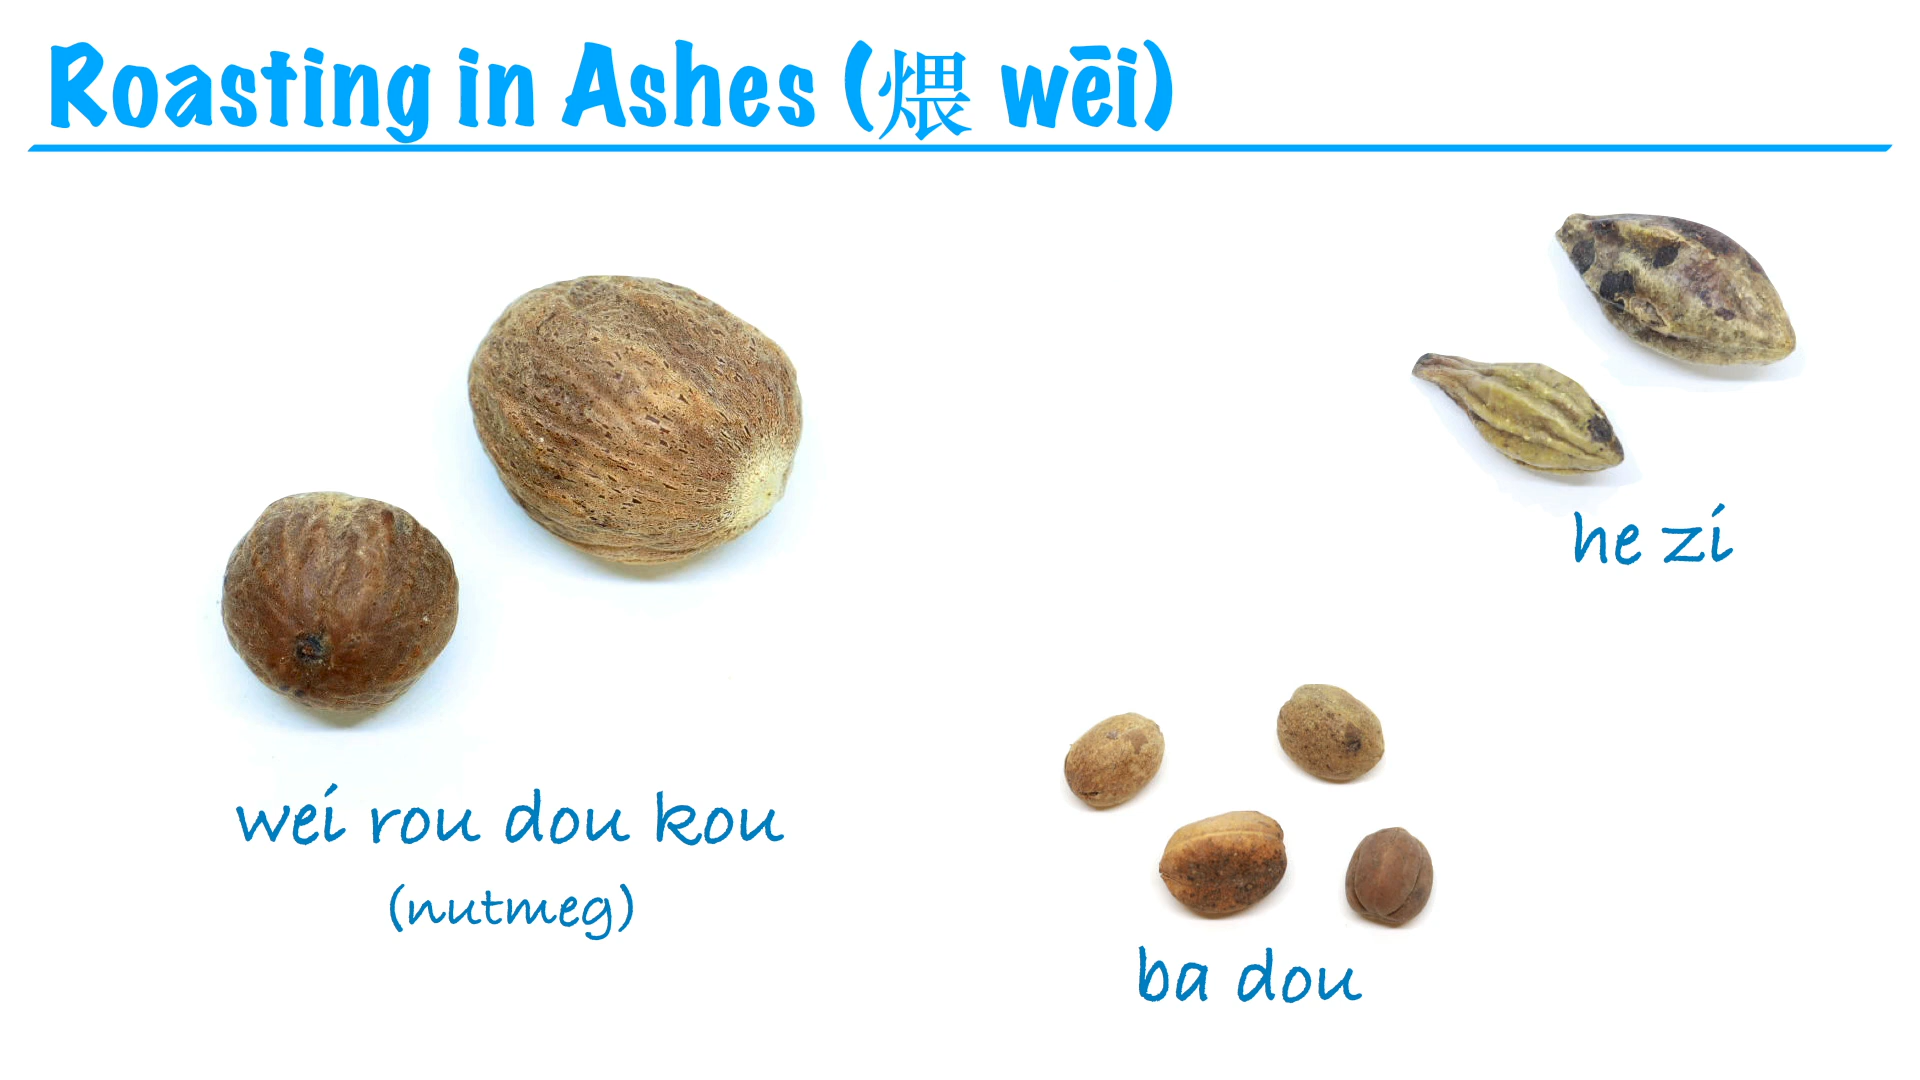 Roasting in Ashes (煨 wēi)
he zi
wei rou dou kou
(nutmeg)
ba dou